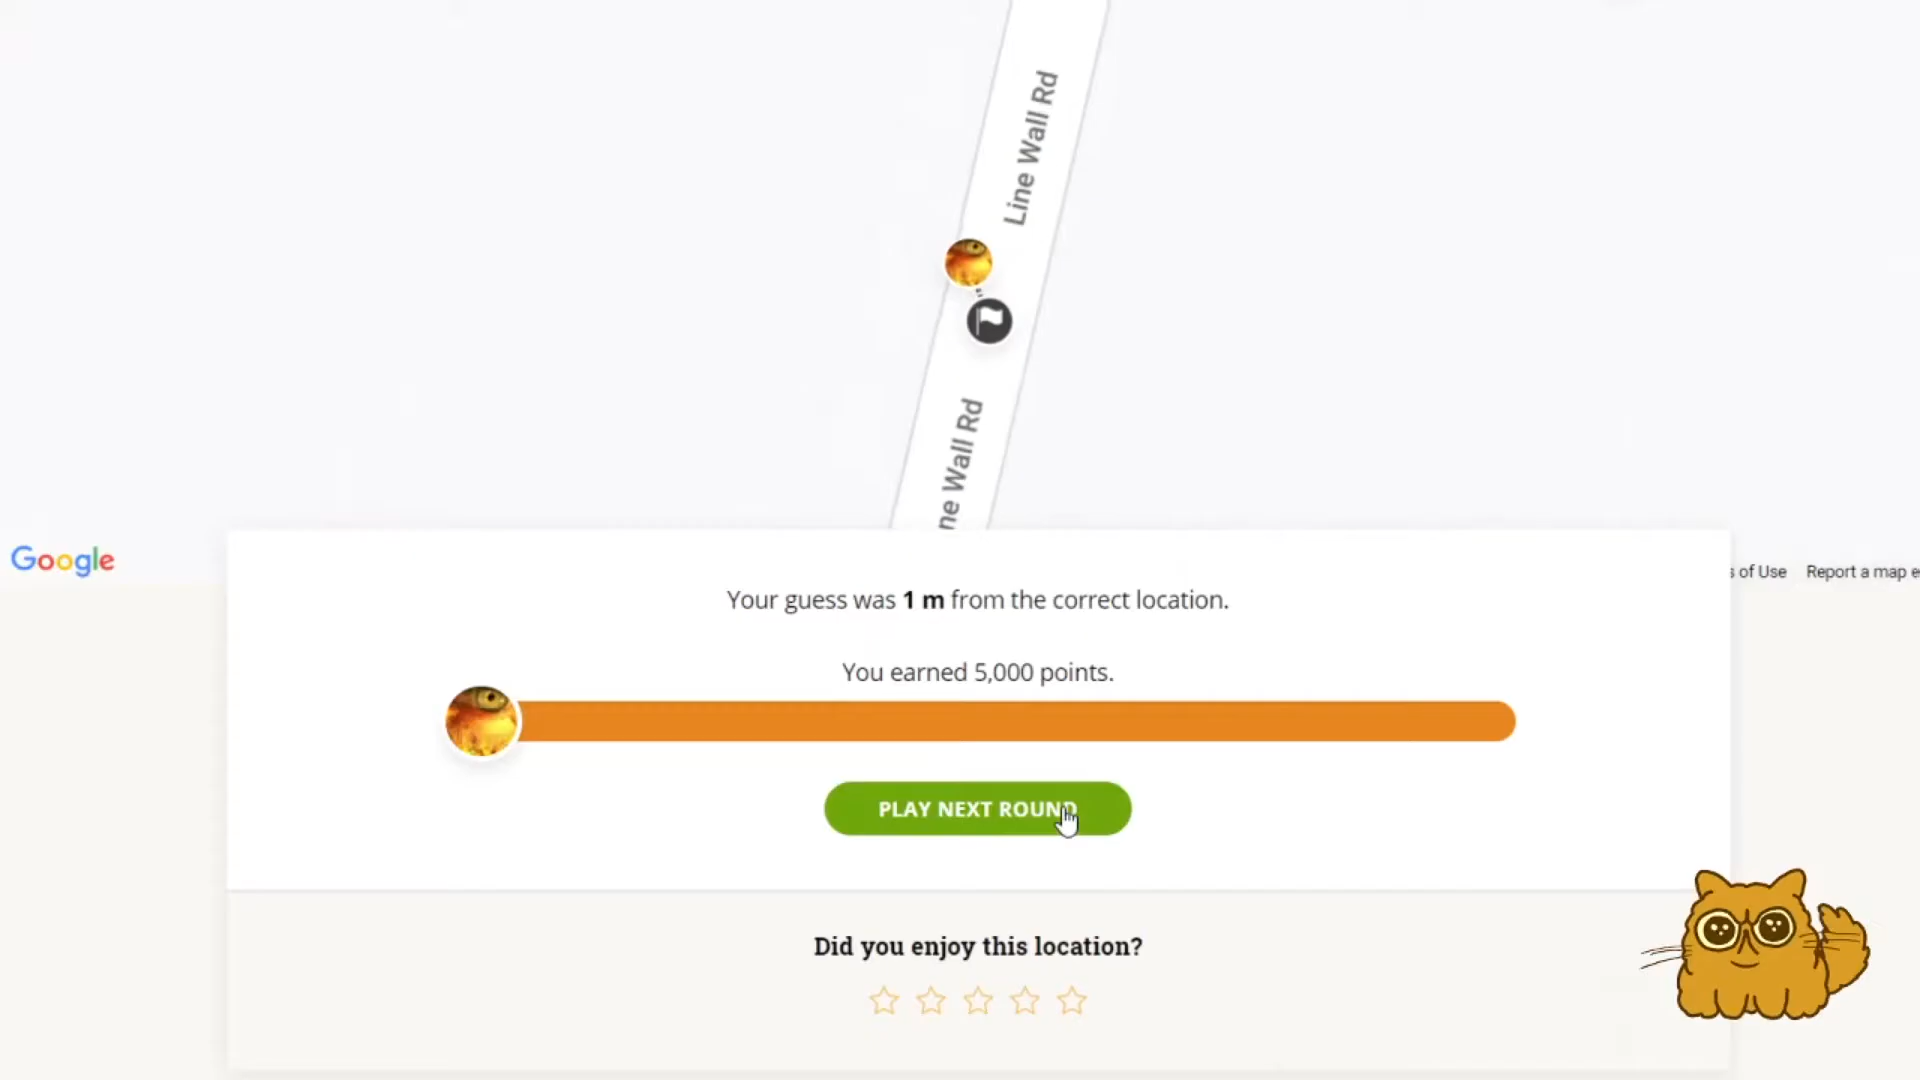 Line Wall Rd
ne Wall Rd
Google
s of Use Report a map e
Your guess was 1 m from the correct location.
You earned 5,000 points.
PLAY NEXT ROUND
Did you enjoy this location?